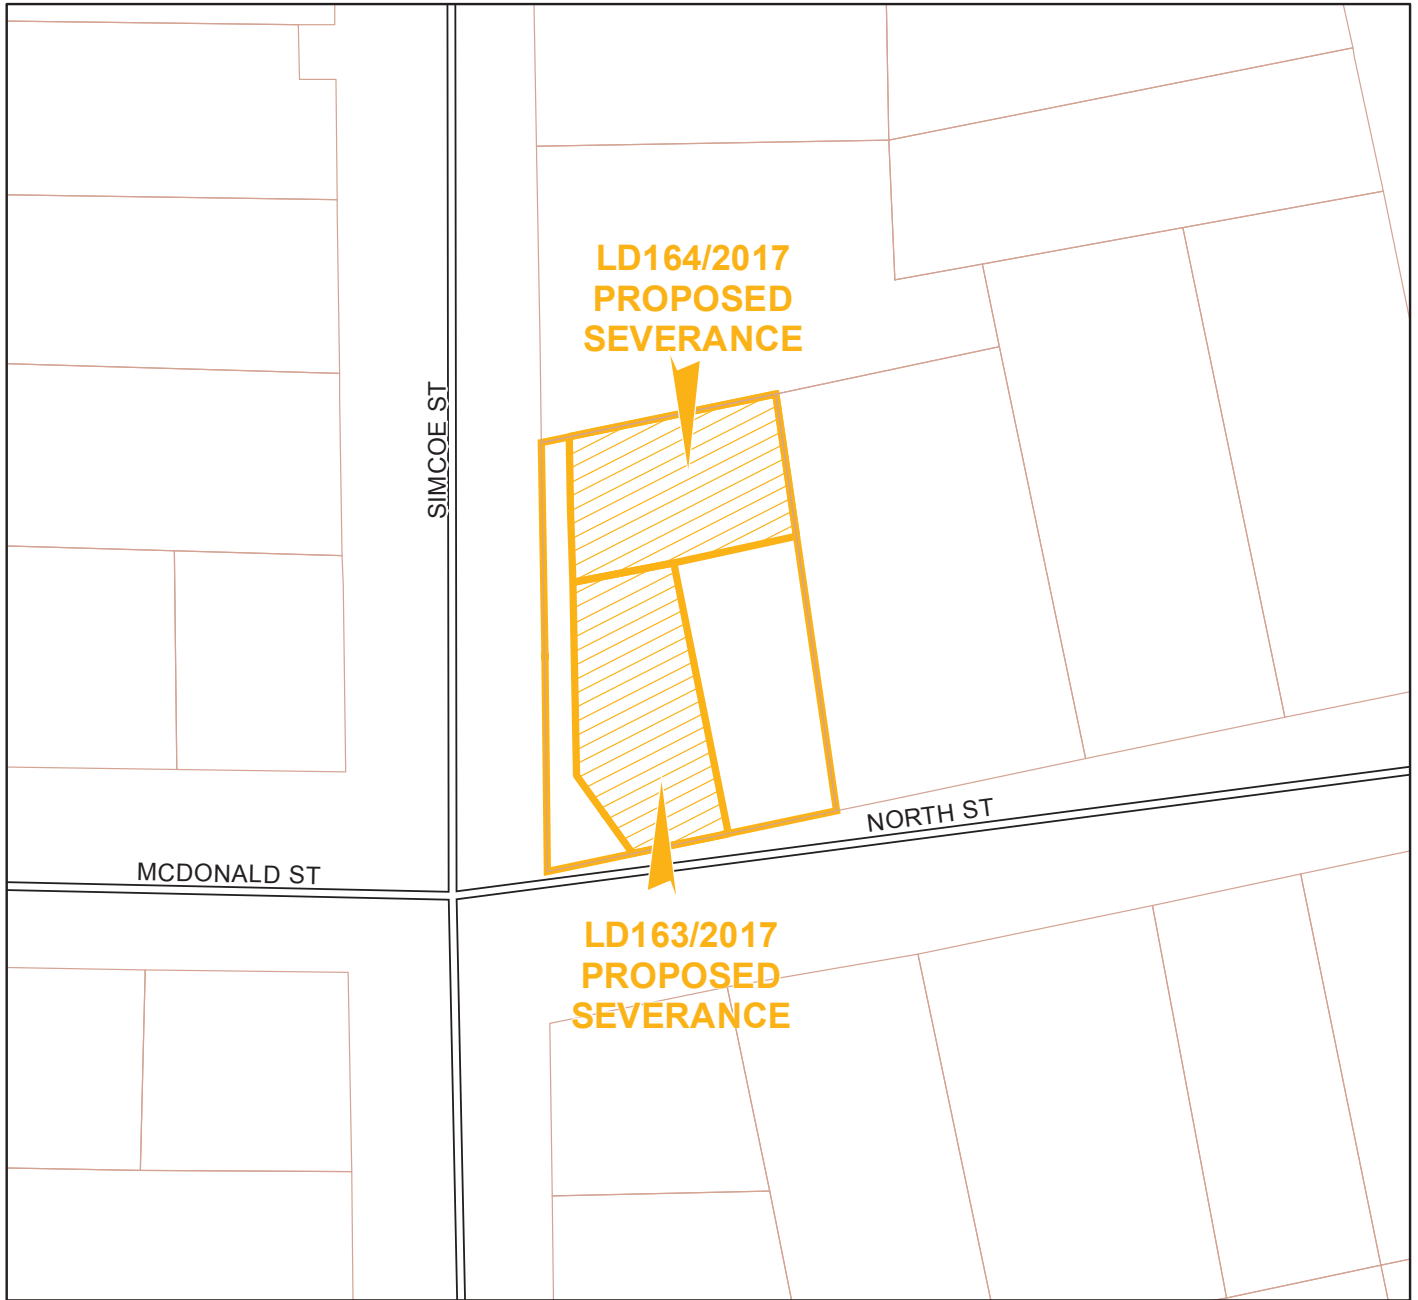 LD164/2017
PROPOSED
SEVERANCE
SIMCOE ST
NORTH ST
MCDONALD ST
LD163/2017
PROPOSED
SEVERANCE